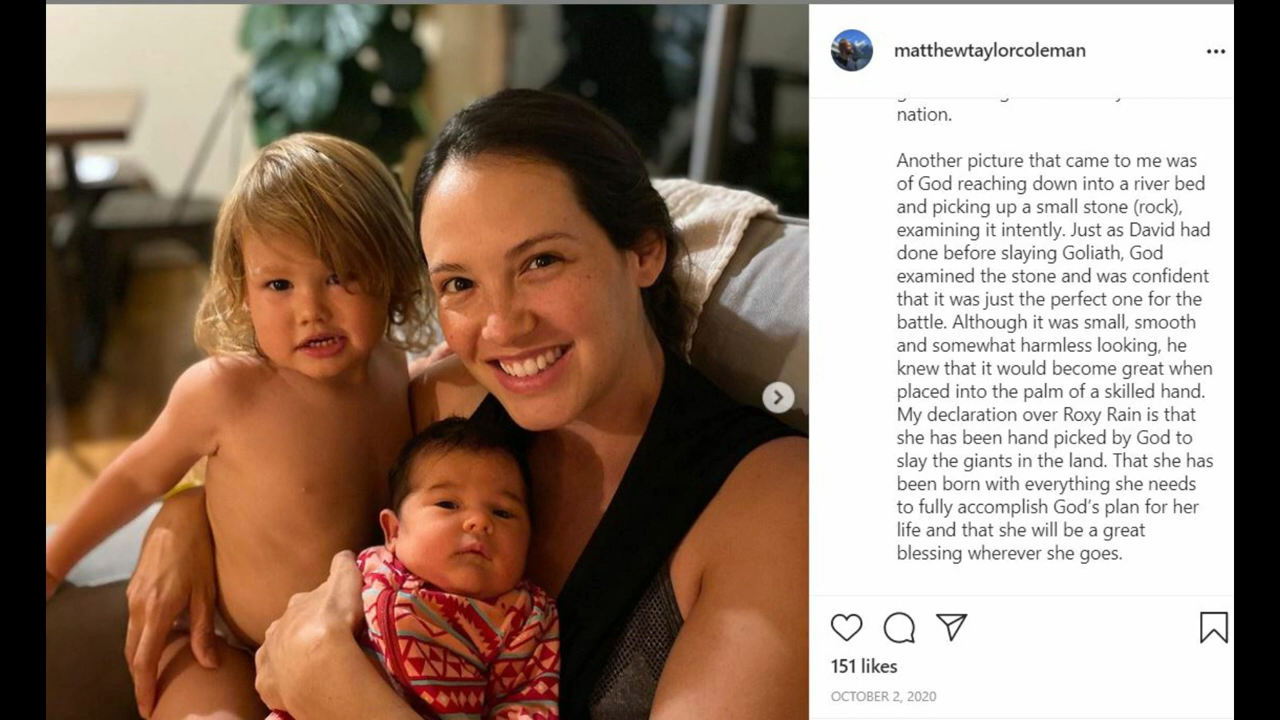 matthewtaylorcoleman
nation.
Another picture that came to me was
of God reaching down into a river bed
and picking up a small stone (rock),
examining it intently. Just as David had
done before slaying Goliath, God
examined the stone and was confident
that it was just the perfect one for the
battle. Although it was small, smooth
and somewhat harmless looking, he
knew that it would become great when
placed into the palm of a skilled hand.
My declaration over Roxy Rain is that
she has been hand picked by God to
slay the giants in the land. That she has
been born with everything she needs
to fully accomplish God's plan for her
life and that she will be a great
blessing wherever she goes.
151 likes
OCTOBER 2, 2020